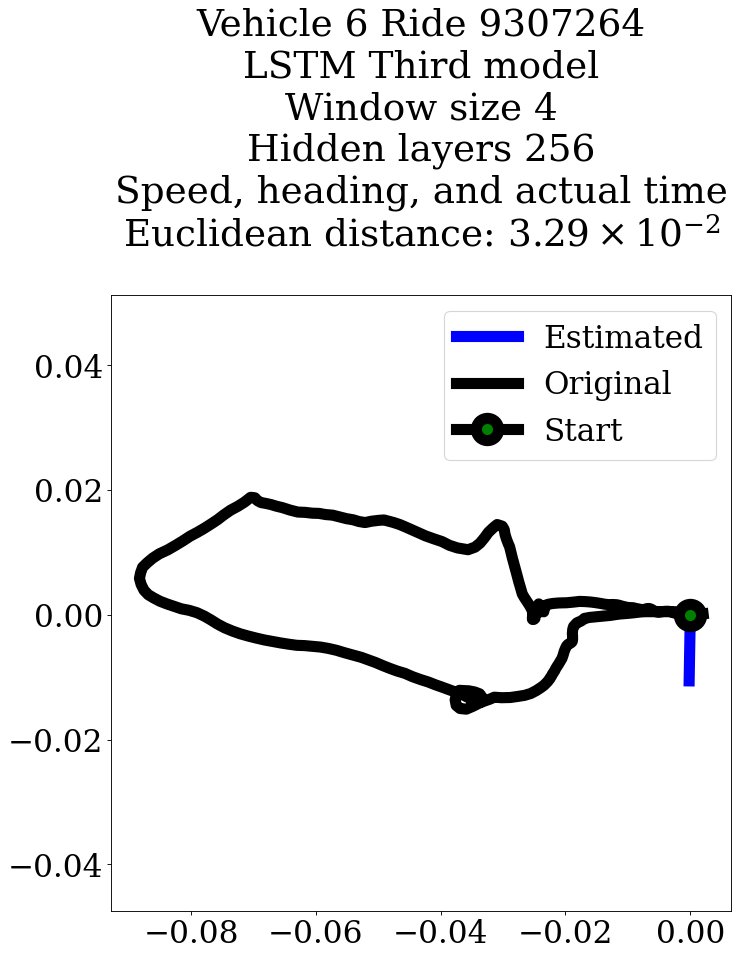 Vehicle 6 Ride 9307264
LSTM Third model
Window size 4
Hidden layers 256
Speed, heading, and actual time
Euclidean distance: 3.29 × 10⁻²
Estimated
Original
Start
0.04
0.02
0.00
−0.02
−0.04
−0.08 −0.06 −0.04 −0.02 0.00